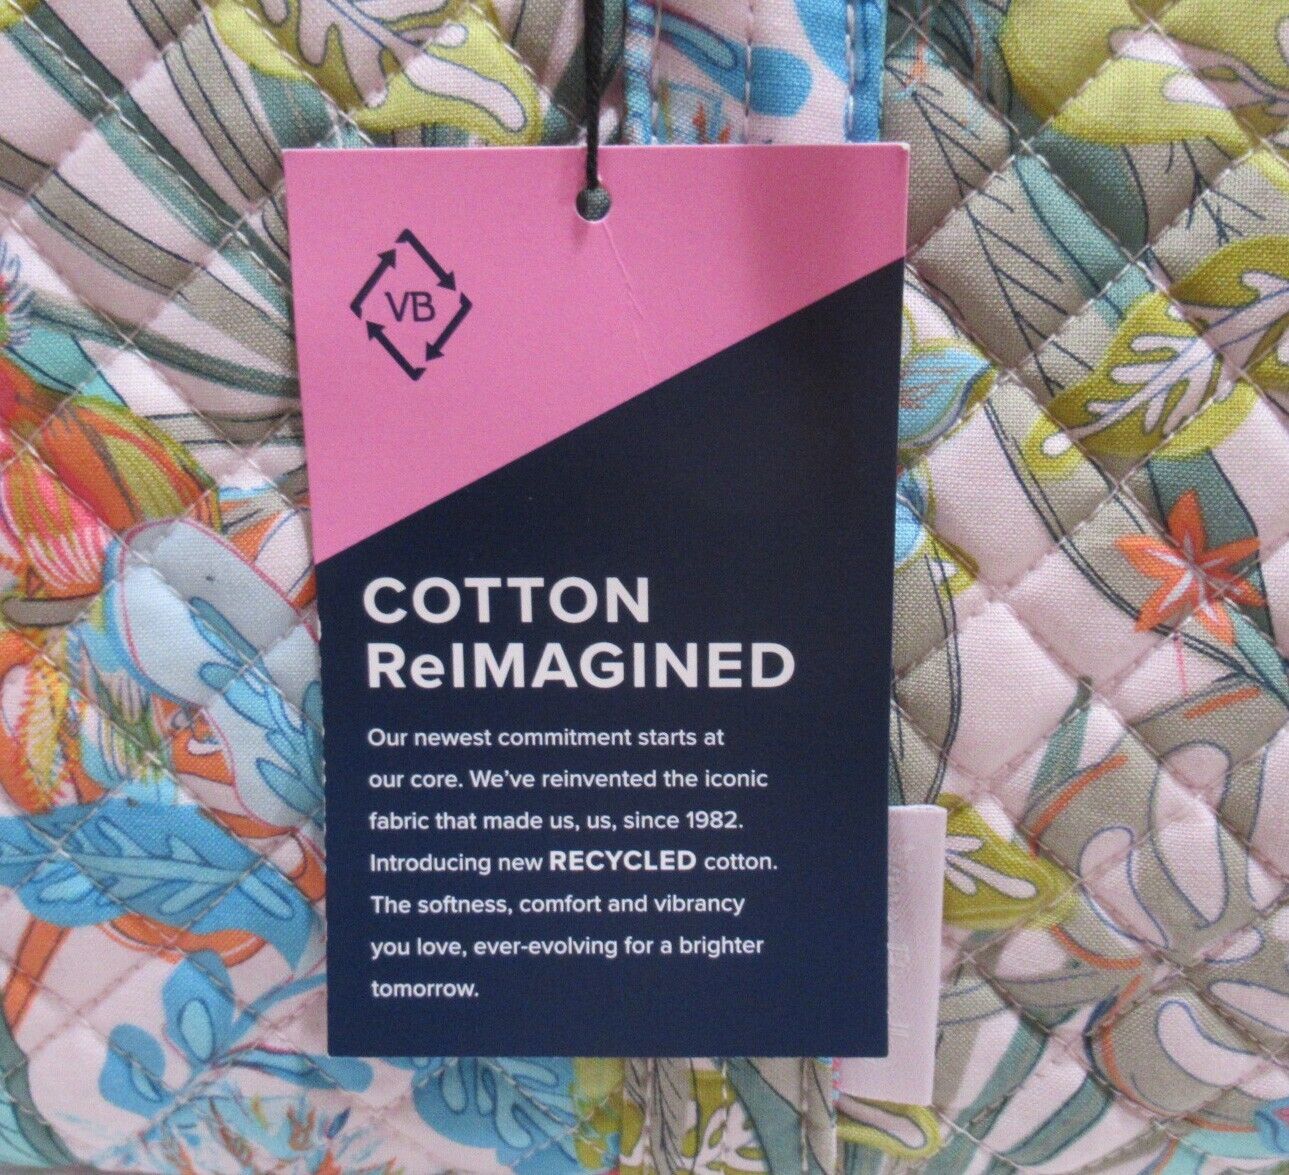 VB
COTTON
ReIMAGINED
Our newest commitment starts at
our core. We've reinvented the iconic
fabric that made us, us, since 1982.
Introducing new RECYCLED cotton.
The softness, comfort and vibrancy
you love, ever-evolving for a brighter
tomorrow.